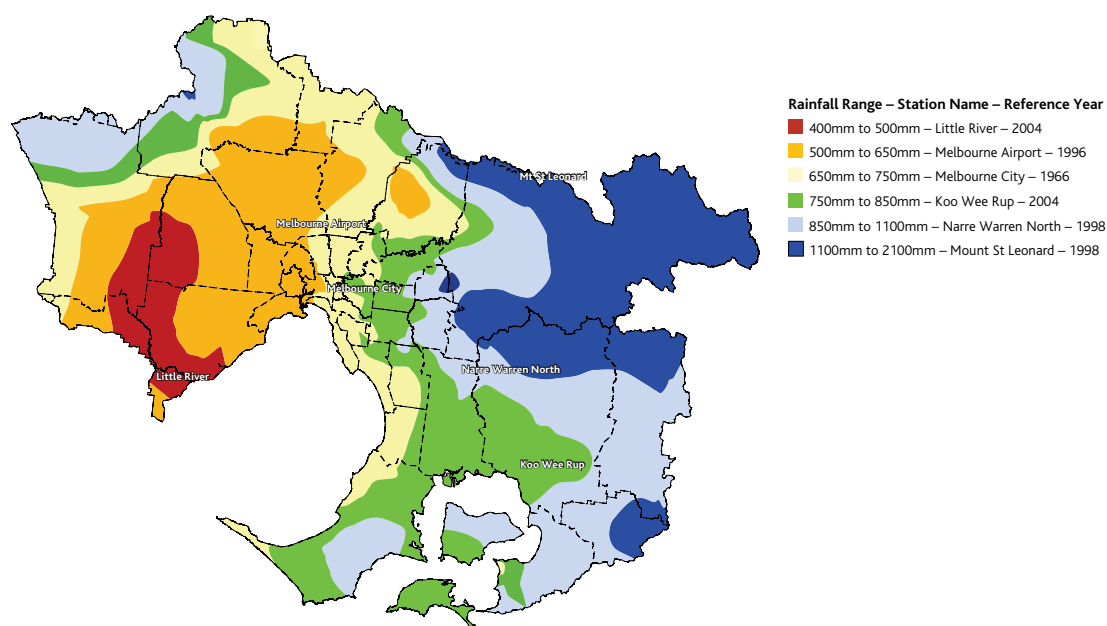 Rainfall Range – Station Name – Reference Year
400mm to 500mm – Little River – 2004
500mm to 650mm – Melbourne Airport – 1996
650mm to 750mm – Melbourne City – 1966
750mm to 850mm – Koo Wee Rup – 2004
850mm to 1100mm – Narre Warren North – 1998
1100mm to 2100mm – Mount St Leonard – 1998
Mt St Leonard
Melbourne Airport
Melbourne City
Narre Warren North
Little River
Koo Wee Rup